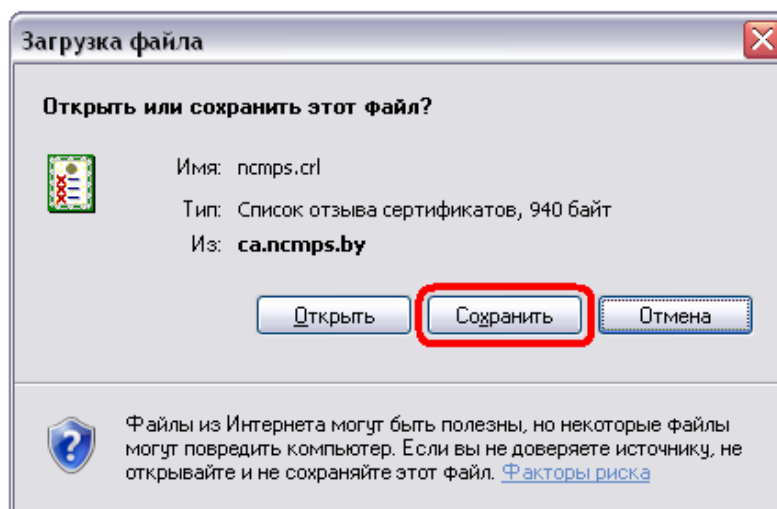 Загрузка файла
Открыть или сохранить этот файл?
Имя: ncmps.crl
Тип: Список отзыва сертификатов, 940 байт
Из: ca.ncmps.by
Открыть Сохранить Отмена
Файлы из Интернета могут быть полезны, но некоторые файлы
могут повредить компьютер. Если вы не доверяете источнику, не
открывайте и не сохраняйте этот файл. Факторы риска